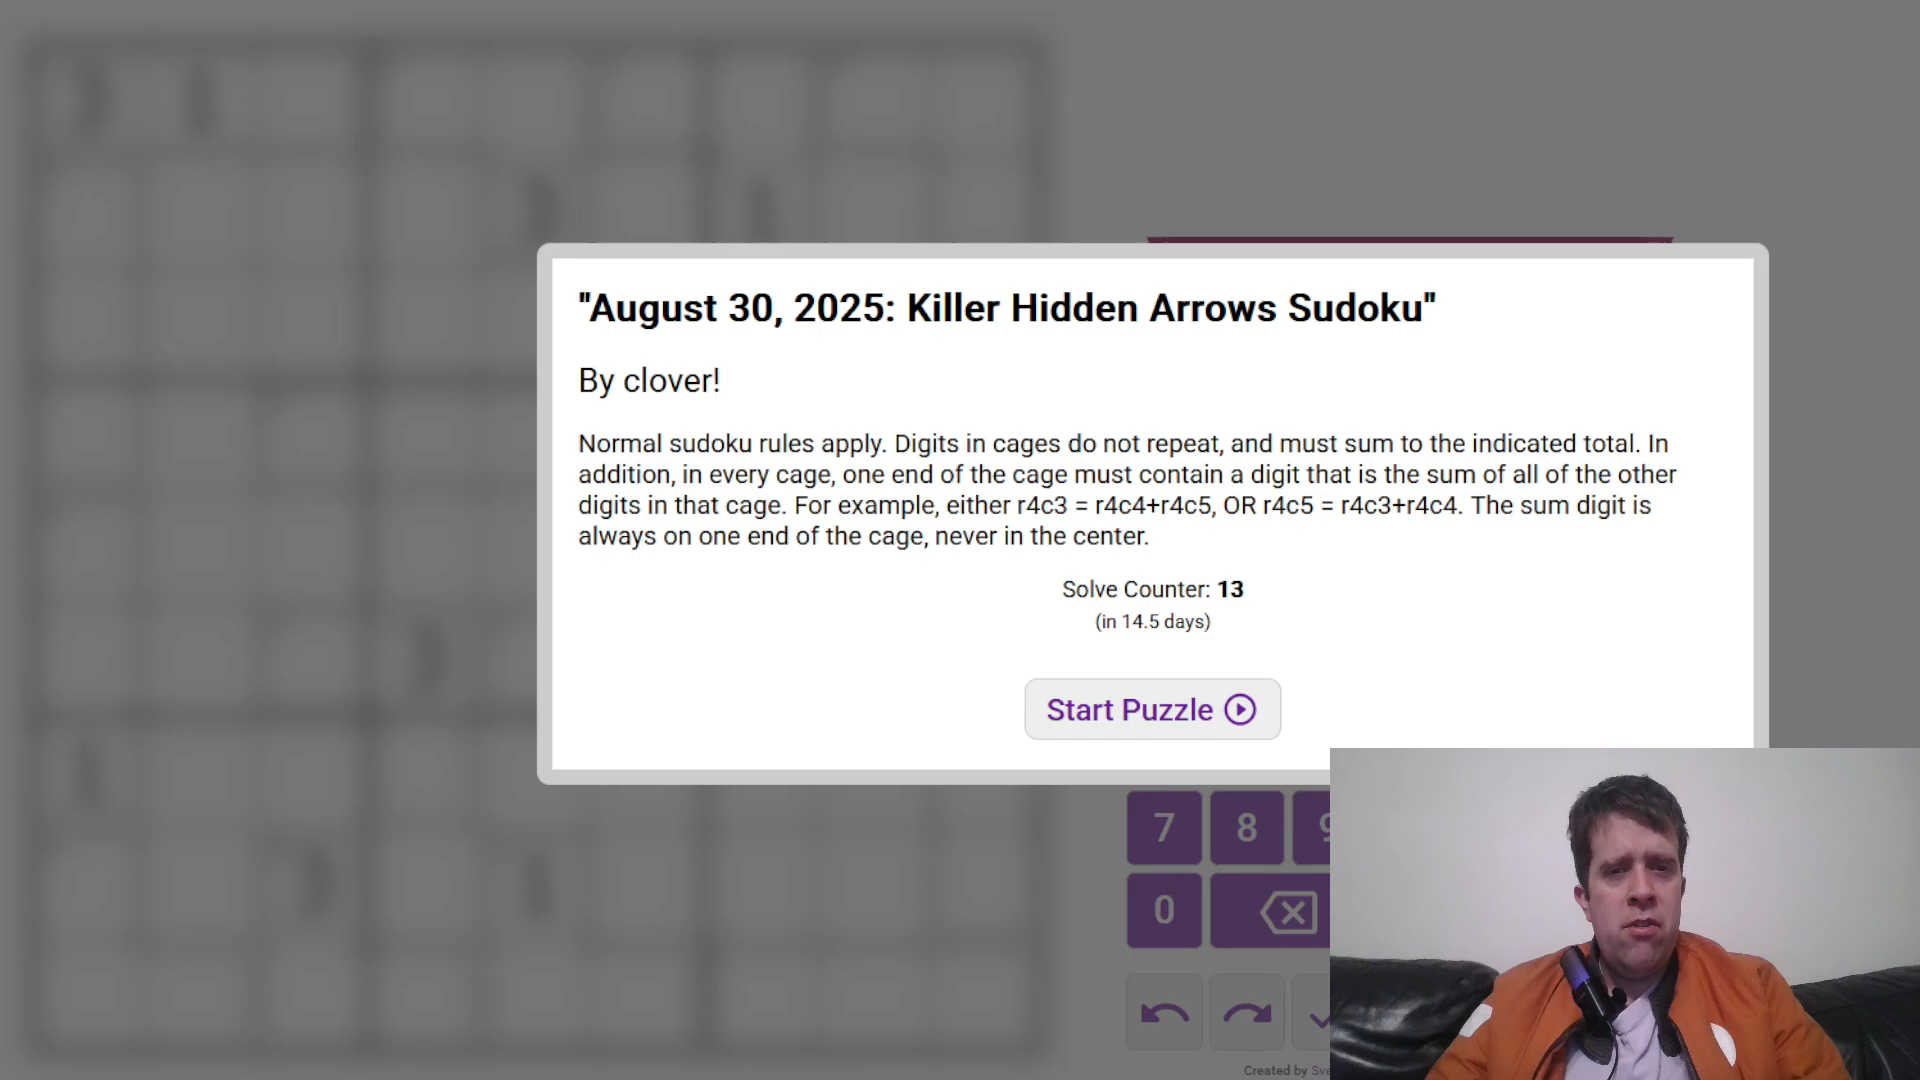 "August 30, 2025: Killer Hidden Arrows Sudoku"
By clover!
Normal sudoku rules apply. Digits in cages do not repeat, and must sum to the indicated total. In
addition, in every cage, one end of the cage must contain a digit that is the sum of all of the other
digits in that cage. For example, either r4c3 = r4c4+r4c5, OR r4c5 = r4c3+r4c4. The sum digit is
always on one end of the cage, never in the center.
Solve Counter: 13
(in 14.5 days)
Start Puzzle
7 8 9
0
Created by